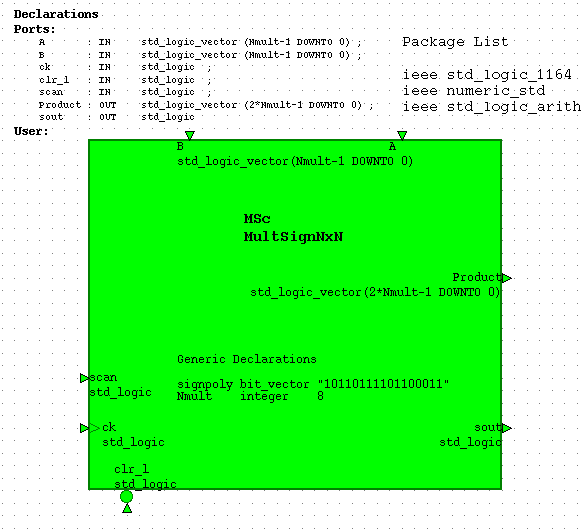 Declarations
Ports:
A : IN std_logic_vector (Nmult-1 DOWNTO 0) ;
B : IN std_logic_vector (Nmult-1 DOWNTO 0) ;
ck : IN std_logic ;
clr_l : IN std_logic ;
scan : IN std_logic ;
Product : OUT std_logic_vector (2*Nmult-1 DOWNTO 0) ;
sout : OUT std_logic
User:
Package List
ieee std_logic_1164
ieee numeric_std
ieee std_logic_arith
B A
std_logic_vector(Nmult-1 DOWNTO 0)
MSc
MultSignNxN
Product
std_logic_vector(2*Nmult-1 DOWNTO 0)
Generic Declarations
signpoly bit_vector "10110111101100011"
Nmult integer 8
scan
std_logic
ck
std_logic
sout
std_logic
clr_l
std_logic